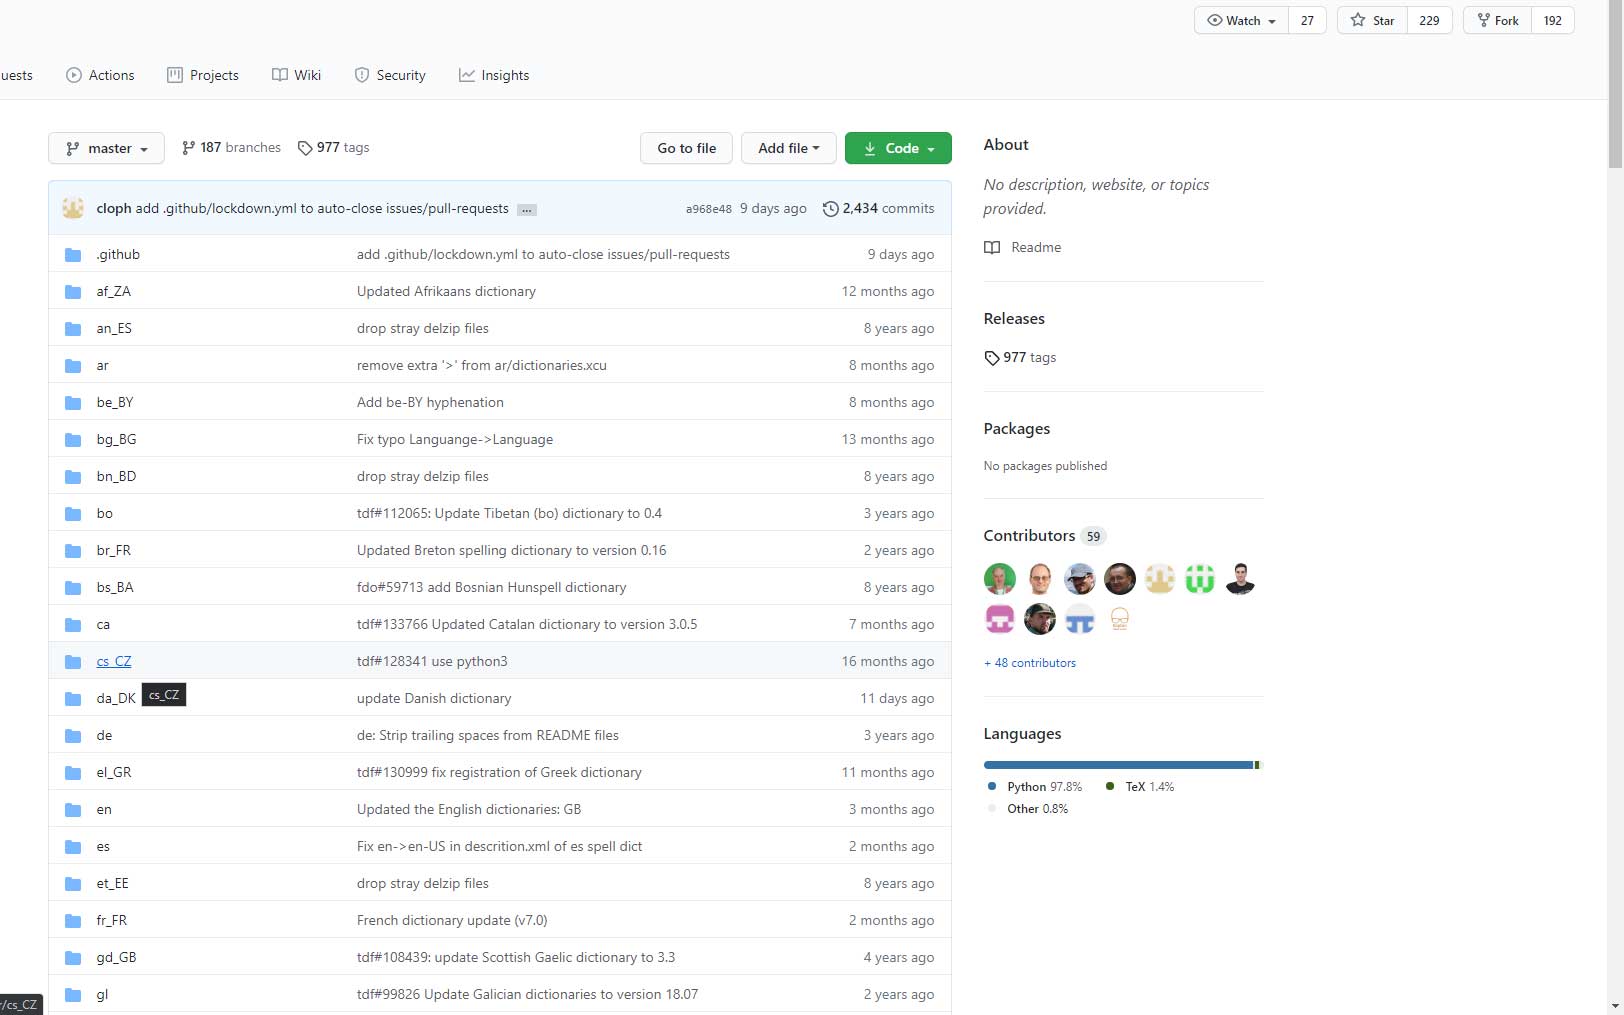 Watch 27 Star 229 Fork 192
uests Actions Projects Wiki Security Insights
master 187 branches 977 tags Go to file Add file Code
cloph add .github/lockdown.yml to auto-close issues/pull-requests ... a968e48 9 days ago 2,434 commits
.github add .github/lockdown.yml to auto-close issues/pull-requests 9 days ago
af_ZA Updated Afrikaans dictionary 12 months ago
an_ES drop stray delzip files 8 years ago
ar remove extra '>' from ar/dictionaries.xcu 8 months ago
be_BY Add be-BY hyphenation 8 months ago
bg_BG Fix typo Languange->Language 13 months ago
bn_BD drop stray delzip files 8 years ago
bo tdf#112065: Update Tibetan (bo) dictionary to 0.4 3 years ago
br_FR Updated Breton spelling dictionary to version 0.16 2 years ago
bs_BA fdo#59713 add Bosnian Hunspell dictionary 8 years ago
ca tdf#133766 Updated Catalan dictionary to version 3.0.5 7 months ago
cs_CZ tdf#128341 use python3 16 months ago
da_DK cs_CZ update Danish dictionary 11 days ago
de de: Strip trailing spaces from README files 3 years ago
el_GR tdf#130999 fix registration of Greek dictionary 11 months ago
en Updated the English dictionaries: GB 3 months ago
es Fix en->en-US in descrition.xml of es spell dict 2 months ago
et_EE drop stray delzip files 8 years ago
fr_FR French dictionary update (v7.0) 2 months ago
gd_GB tdf#108439: update Scottish Gaelic dictionary to 3.3 4 years ago
gl tdf#99826 Update Galician dictionaries to version 18.07 2 years ago
r/cs_CZ
About
No description, website, or topics
provided.
Readme
Releases
977 tags
Packages
No packages published
Contributors 59
+ 48 contributors
Languages
Python 97.8% TeX 1.4%
Other 0.8%